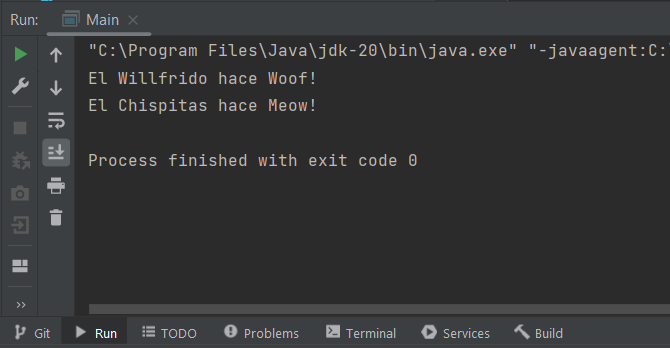 Run: Main
"C:\Program Files\Java\jdk-20\bin\java.exe" "-javaagent:C:\
El Willfrido hace Woof!
El Chispitas hace Meow!
Process finished with exit code 0
Git Run TODO Problems Terminal Services Build